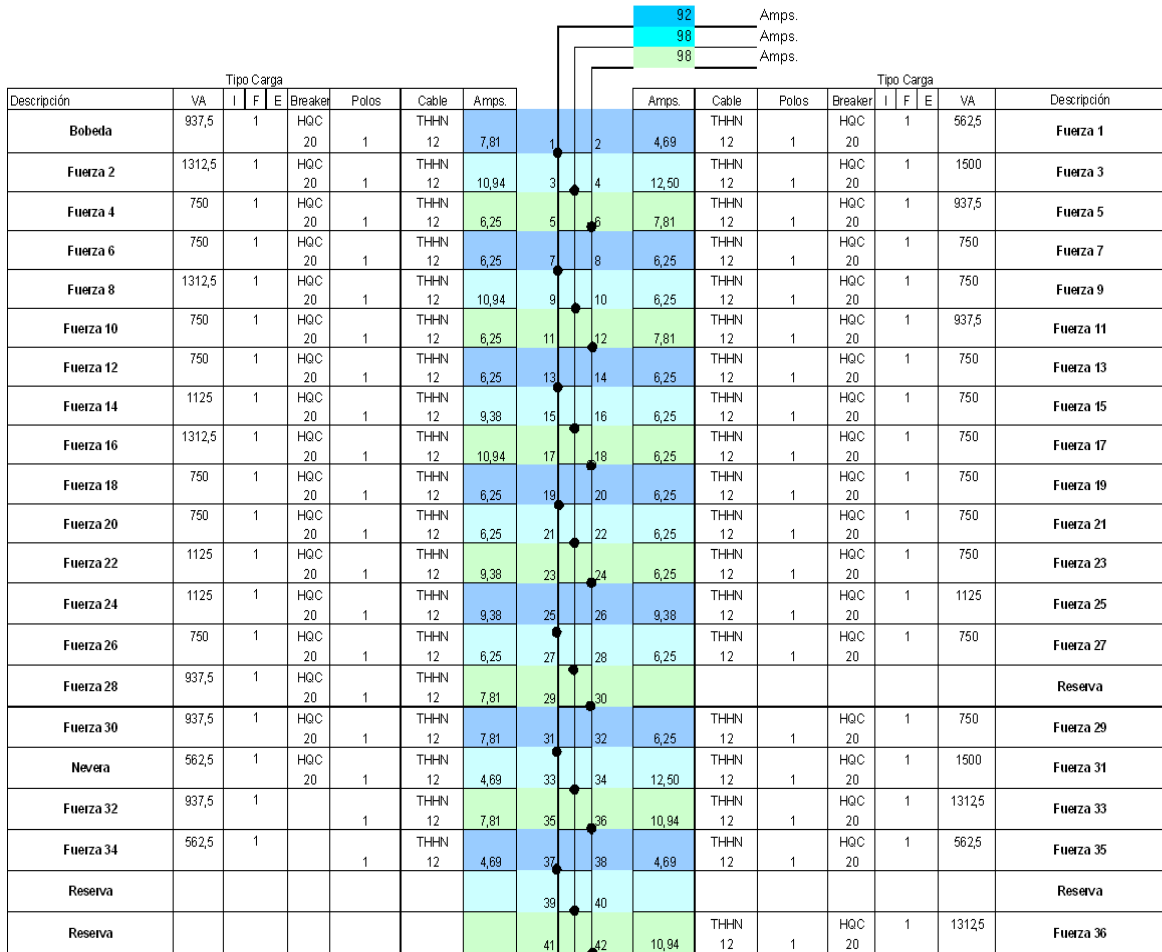 92 Amps.
98 Amps.
98 Amps.
Tipo Carga Tipo Carga
Descripción VA I F E Breaker Polos Cable Amps. Amps. Cable Polos Breaker I F E VA Descripción
Bobeda 937,5 1 HQC 20 1 THHN 12 7,81 1 2 4,69 THHN 12 1 HQC 20 1 562,5 Fuerza 1
Fuerza 2 1312,5 1 HQC 20 1 THHN 12 10,94 3 4 12,50 THHN 12 1 HQC 20 1 1500 Fuerza 3
Fuerza 4 750 1 HQC 20 1 THHN 12 6,25 5 6 7,81 THHN 12 1 HQC 20 1 937,5 Fuerza 5
Fuerza 6 750 1 HQC 20 1 THHN 12 6,25 7 8 6,25 THHN 12 1 HQC 20 1 750 Fuerza 7
Fuerza 8 1312,5 1 HQC 20 1 THHN 12 10,94 9 10 6,25 THHN 12 1 HQC 20 1 750 Fuerza 9
Fuerza 10 750 1 HQC 20 1 THHN 12 6,25 11 12 7,81 THHN 12 1 HQC 20 1 937,5 Fuerza 11
Fuerza 12 750 1 HQC 20 1 THHN 12 6,25 13 14 6,25 THHN 12 1 HQC 20 1 750 Fuerza 13
Fuerza 14 1125 1 HQC 20 1 THHN 12 9,38 15 16 6,25 THHN 12 1 HQC 20 1 750 Fuerza 15
Fuerza 16 1312,5 1 HQC 20 1 THHN 12 10,94 17 18 6,25 THHN 12 1 HQC 20 1 750 Fuerza 17
Fuerza 18 750 1 HQC 20 1 THHN 12 6,25 19 20 6,25 THHN 12 1 HQC 20 1 750 Fuerza 19
Fuerza 20 750 1 HQC 20 1 THHN 12 6,25 21 22 6,25 THHN 12 1 HQC 20 1 750 Fuerza 21
Fuerza 22 1125 1 HQC 20 1 THHN 12 9,38 23 24 6,25 THHN 12 1 HQC 20 1 750 Fuerza 23
Fuerza 24 1125 1 HQC 20 1 THHN 12 9,38 25 26 9,38 THHN 12 1 HQC 20 1 1125 Fuerza 25
Fuerza 26 750 1 HQC 20 1 THHN 12 6,25 27 28 6,25 THHN 12 1 HQC 20 1 750 Fuerza 27
Fuerza 28 937,5 1 HQC 20 1 THHN 12 7,81 29 30 Reserva
Fuerza 30 937,5 1 HQC 20 1 THHN 12 7,81 31 32 6,25 THHN 12 1 HQC 20 1 750 Fuerza 29
Nevera 562,5 1 HQC 20 1 THHN 12 4,69 33 34 12,50 THHN 12 1 HQC 20 1 1500 Fuerza 31
Fuerza 32 937,5 1 1 THHN 12 7,81 35 36 10,94 THHN 12 1 HQC 20 1 1312,5 Fuerza 33
Fuerza 34 562,5 1 1 THHN 12 4,69 37 38 4,69 THHN 12 1 HQC 20 1 562,5 Fuerza 35
Reserva 39 40 Reserva
Reserva 41 42 10,94 THHN 12 1 HQC 20 1 1312,5 Fuerza 36